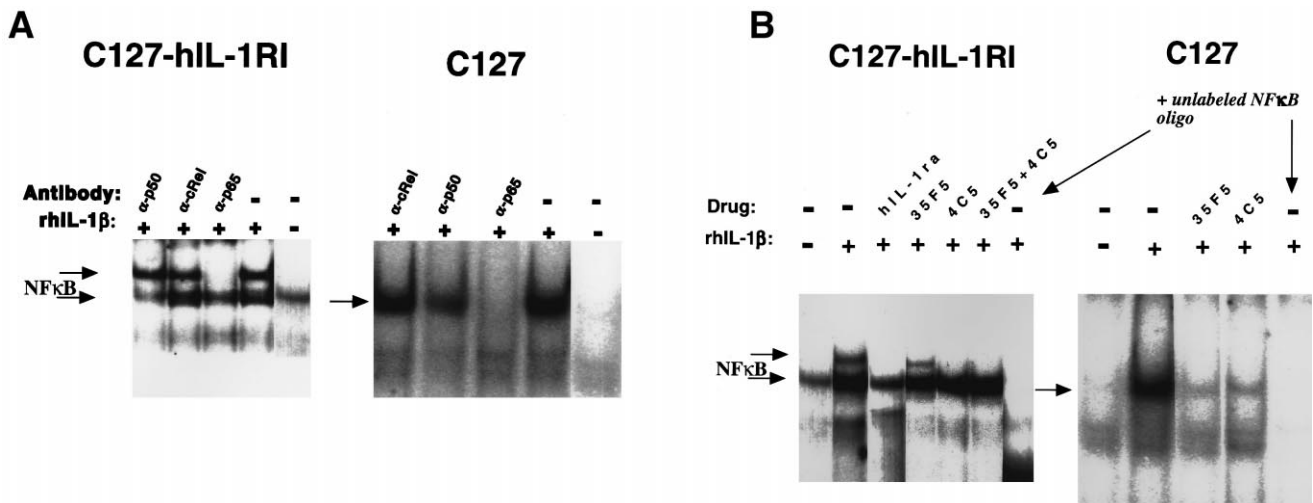 A
C127-hIL-1RI
C127
Antibody: α-p50 α-cRel α-p65 - -
rhIL-1β: + + + + -
α-cRel α-p50 α-p65 - -
+ + + + -
NFκB
B
C127-hIL-1RI
C127
+ unlabeled NFκB
oligo
Drug: - - hIL-1ra 35F5 4C5 35F5+4C5 -
rhIL-1β: - + + + + + +
- - 35F5 4C5 -
- + + + +
NFκB